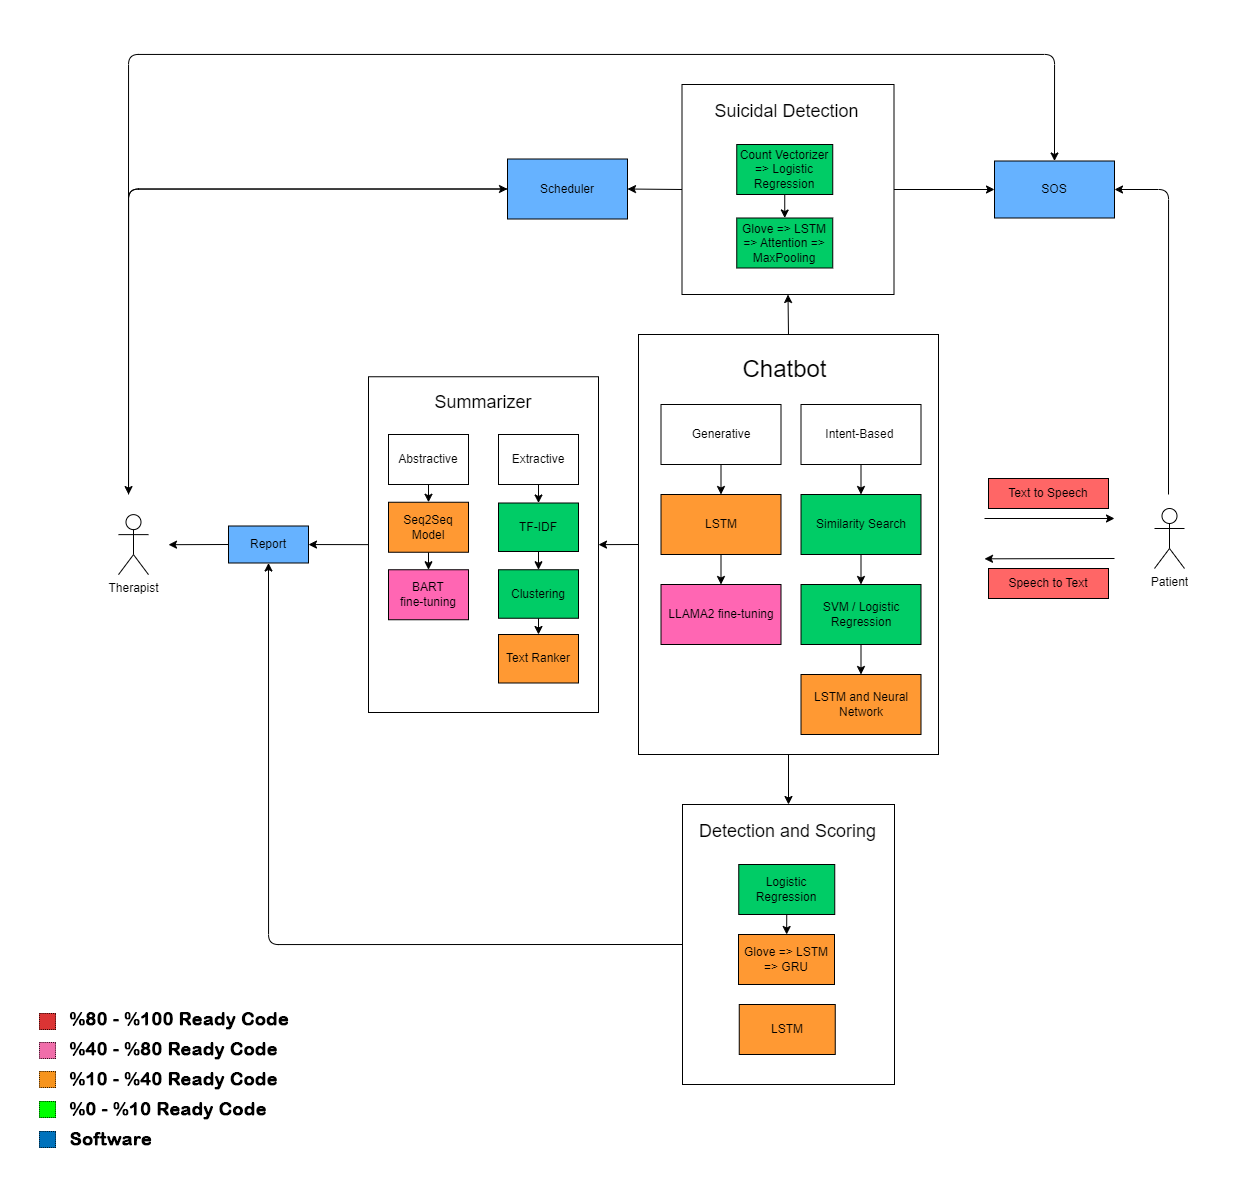 Suicidal Detection
Count Vectorizer
=> Logistic
Regression
Glove => LSTM
=> Attention =>
MaxPooling
Scheduler
SOS
Chatbot
Generative
Intent-Based
LSTM
Similarity Search
LLAMA2 fine-tuning
SVM / Logistic
Regression
LSTM and Neural
Network
Summarizer
Abstractive
Extractive
Seq2Seq
Model
TF-IDF
BART
fine-tuning
Clustering
Text Ranker
Text to Speech
Speech to Text
Patient
Report
Therapist
Detection and Scoring
Logistic
Regression
Glove => LSTM
=> GRU
LSTM
%80 - %100 Ready Code
%40 - %80 Ready Code
%10 - %40 Ready Code
%0 - %10 Ready Code
Software